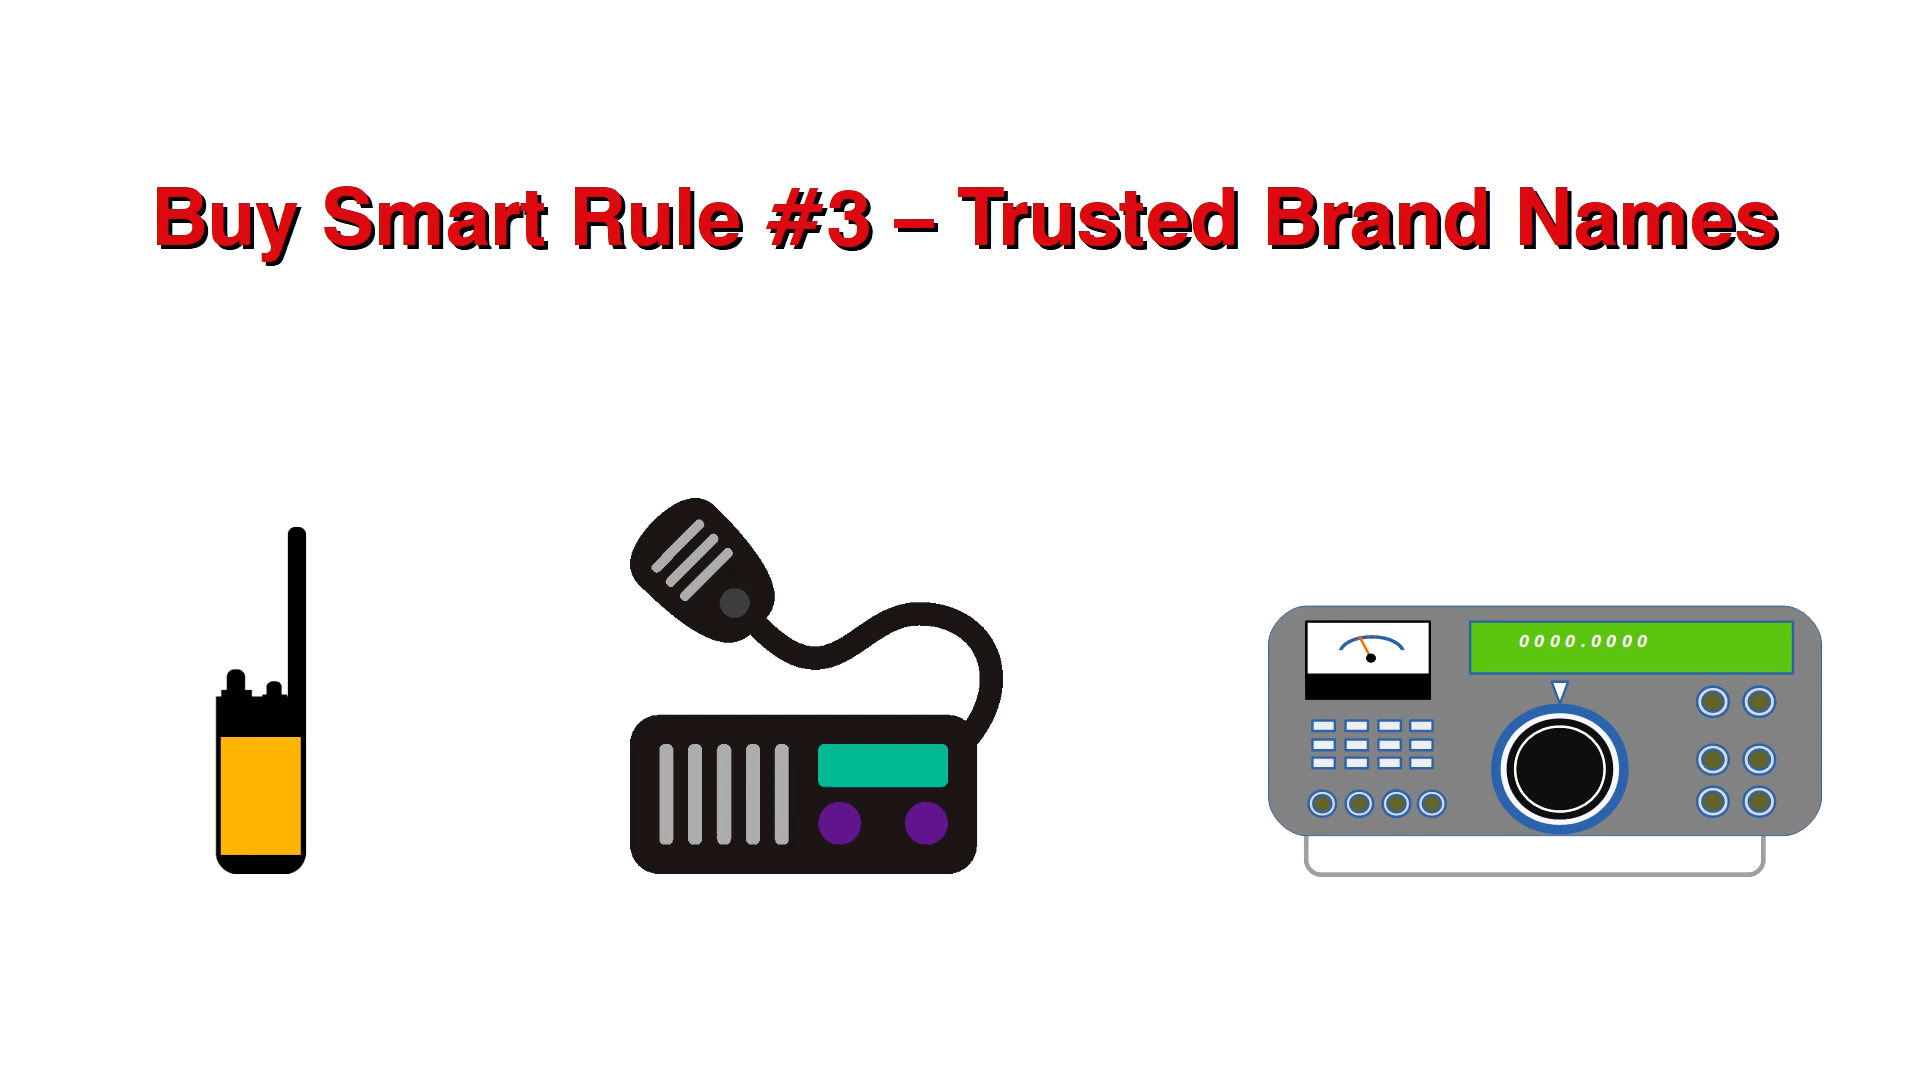 Buy Smart Rule #3 – Trusted Brand Names
0000.0000